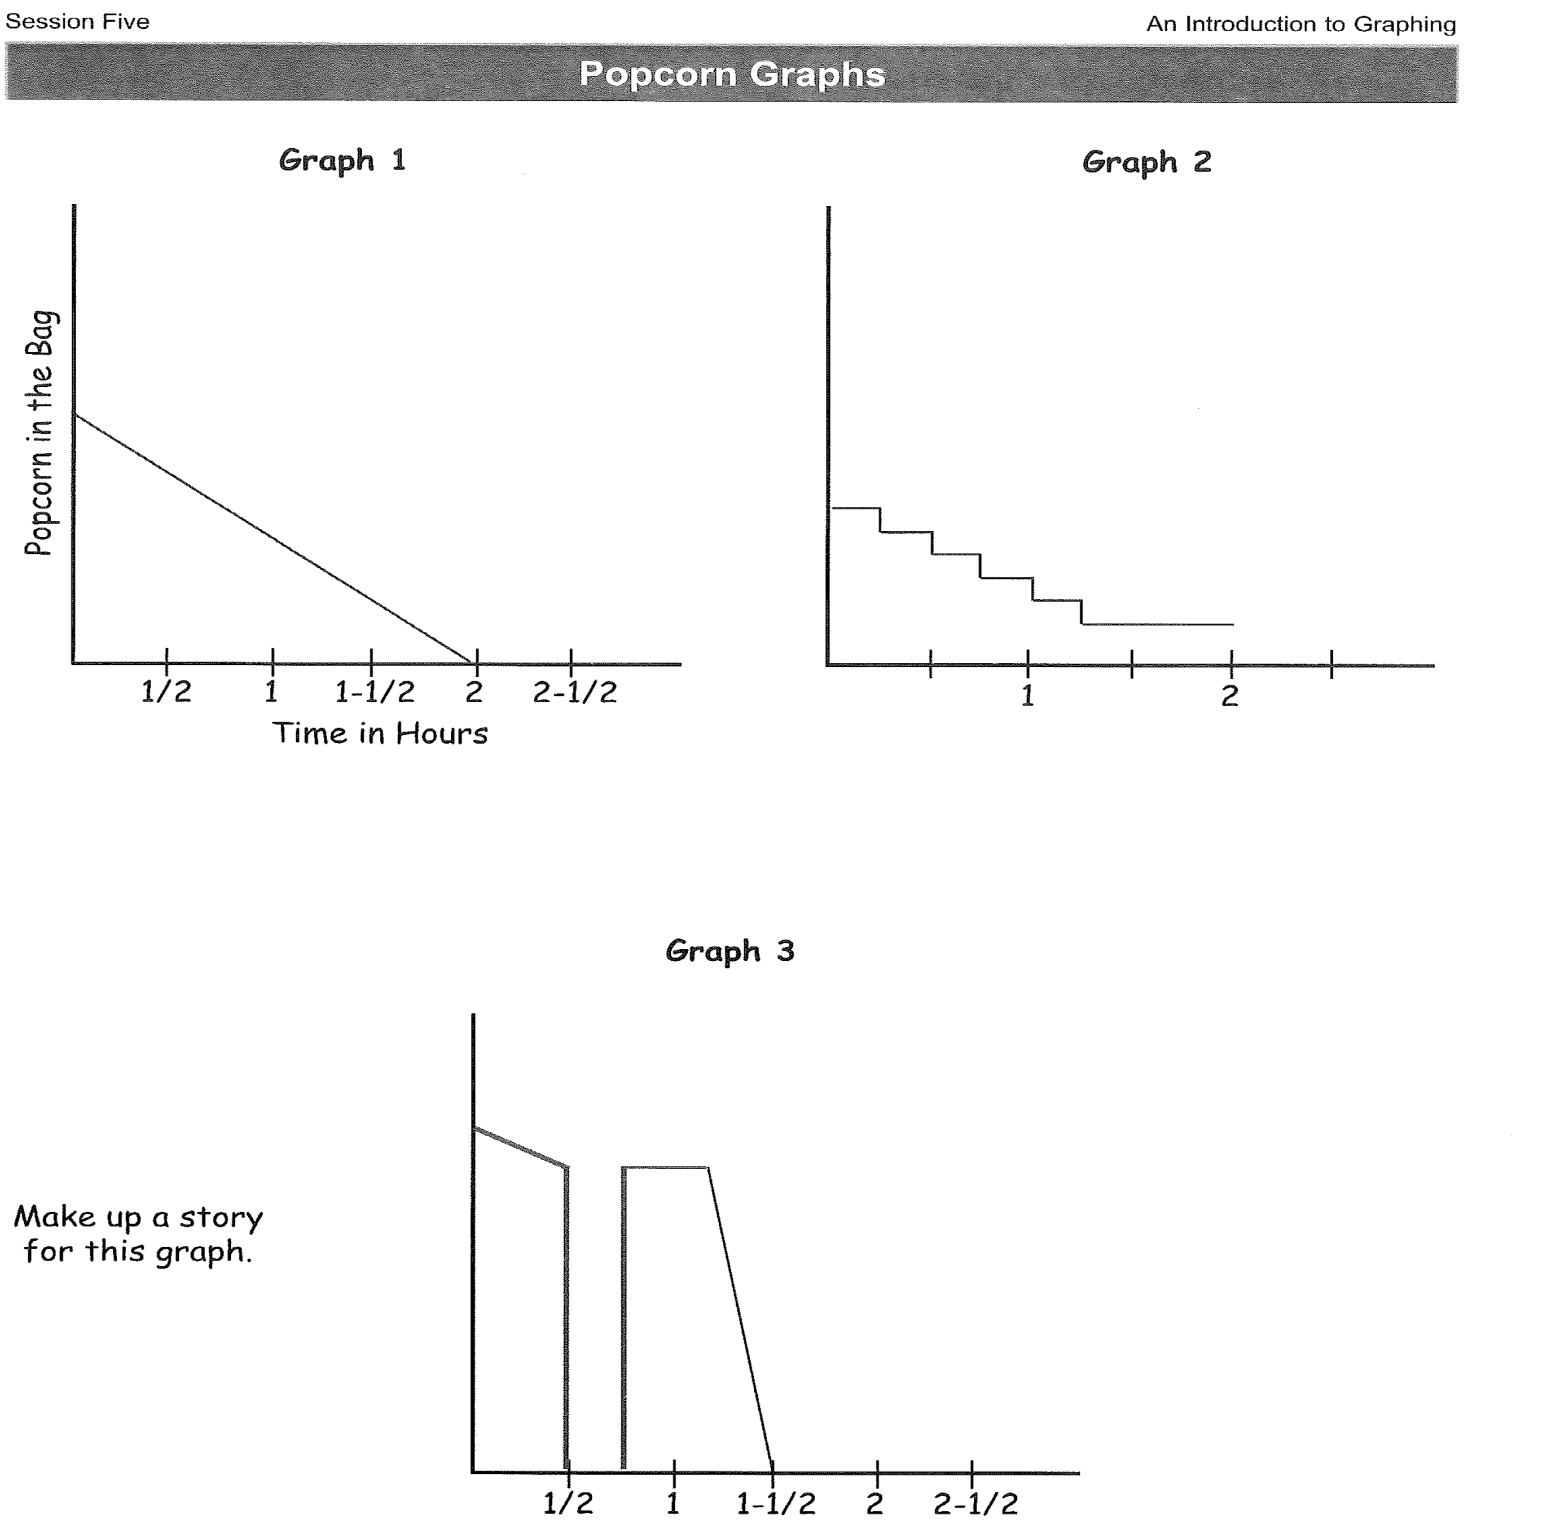 Session Five
An Introduction to Graphing
Popcorn Graphs
Graph 1
Graph 2
Popcorn in the Bag
1/2 1 1-1/2 2 2-1/2
Time in Hours
1 2
Graph 3
Make up a story
for this graph.
1/2 1 1-1/2 2 2-1/2